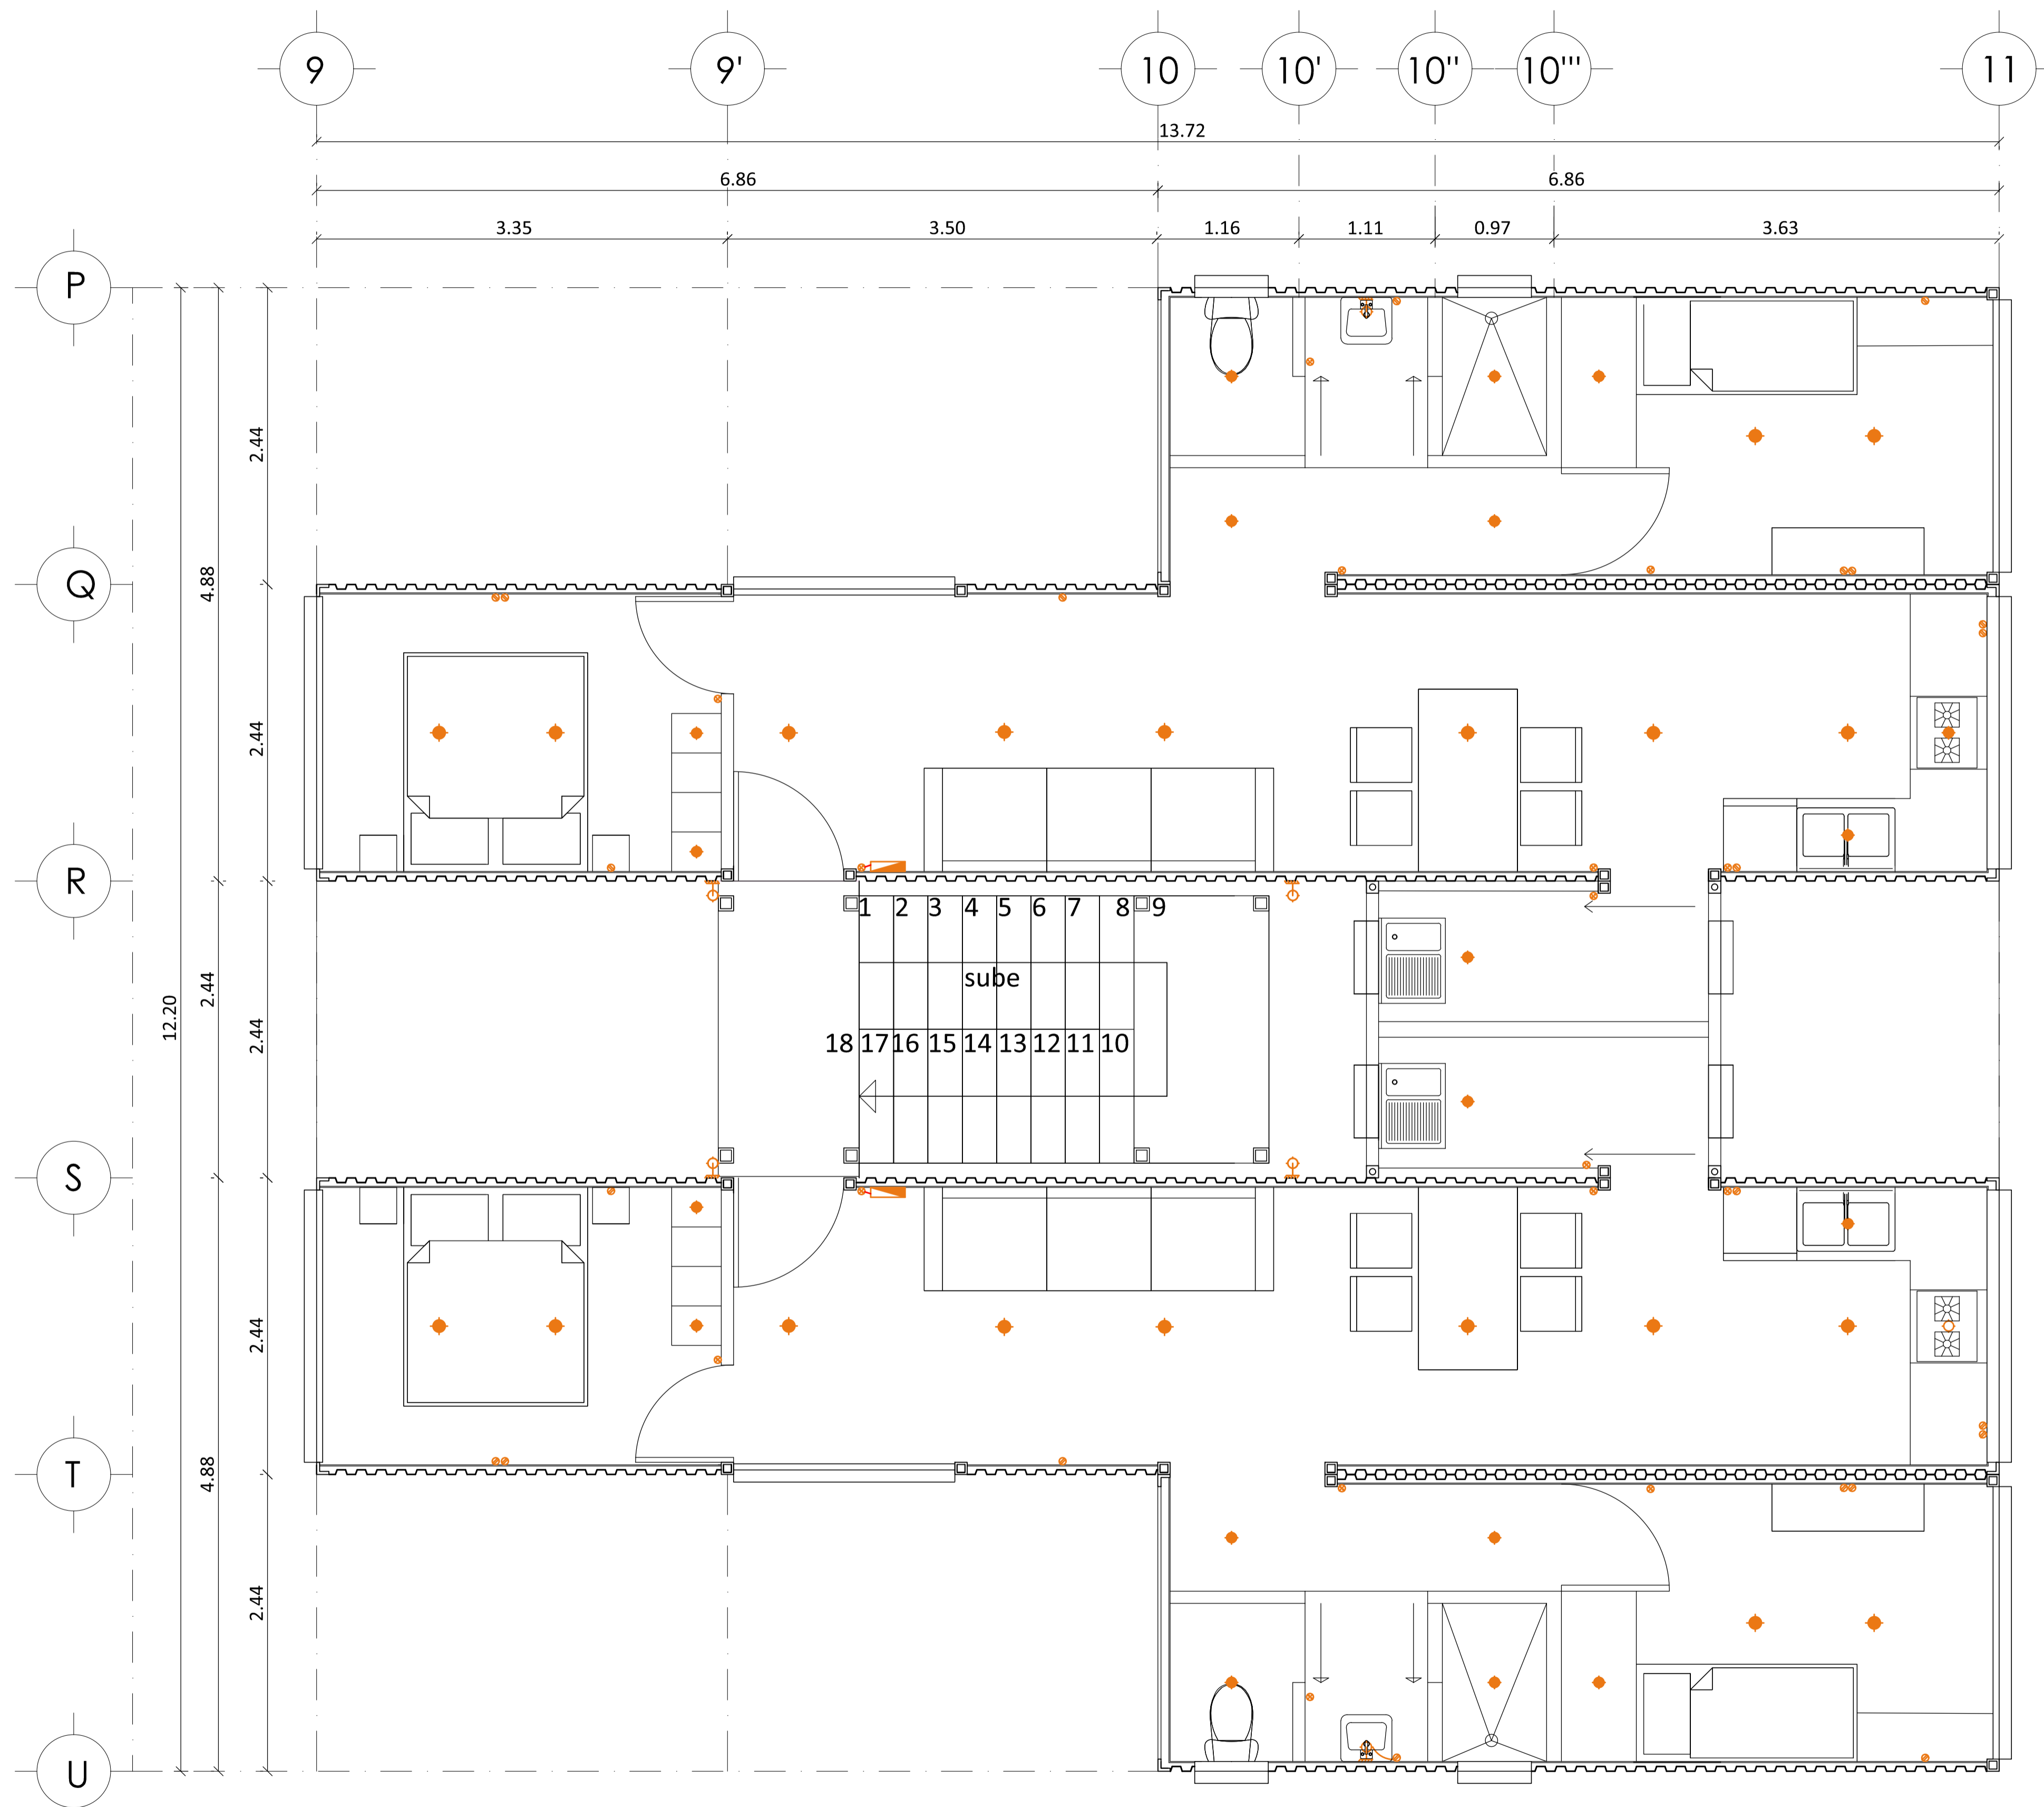 9 9' 10 10' 10" 10''' 11
13.72
6.86 6.86
3.35 3.50 1.16 1.11 0.97 3.63
P
2.44
Q
4.88
2.44
R
1 2 3 4 5 6 7 8 9
sube
2.44
12.20
2.44
18 17 16 15 14 13 12 11 10
S
2.44
T
4.88
2.44
U